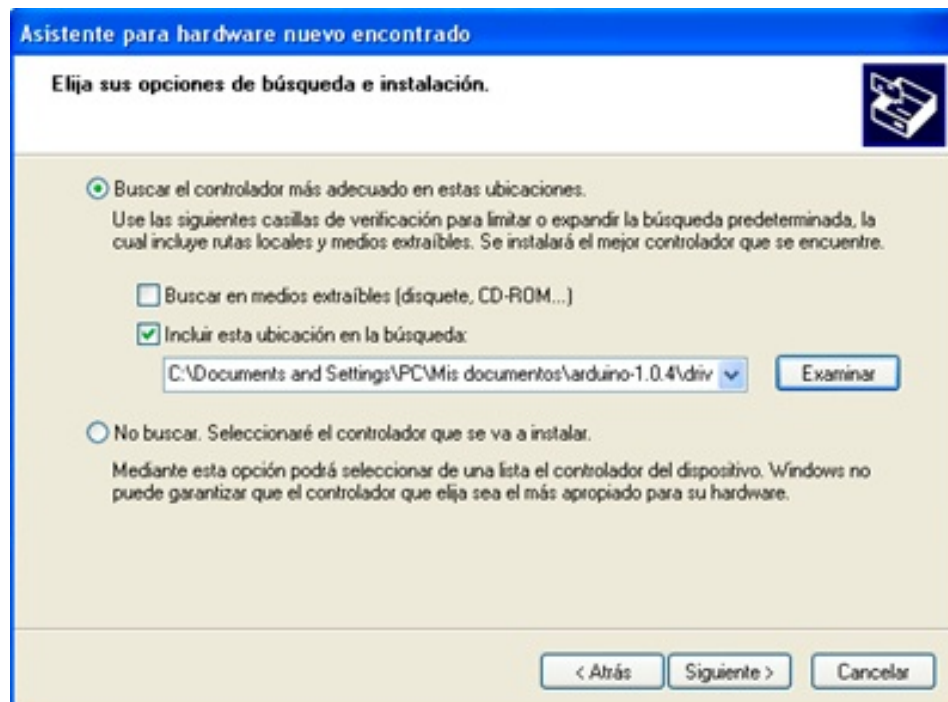 Asistente para hardware nuevo encontrado
Elija sus opciones de búsqueda e instalación.
Buscar el controlador más adecuado en estas ubicaciones.
Use las siguientes casillas de verificación para limitar o expandir la búsqueda predeterminada, la
cual incluye rutas locales y medios extraíbles. Se instalará el mejor controlador que se encuentre.
Buscar en medios extraíbles (disquete, CD-ROM...)
Incluir esta ubicación en la búsqueda:
C:\Documents and Settings\PC\Mis documentos\arduino-1.0.4\driv
Examinar
No buscar. Seleccionaré el controlador que se va a instalar.
Mediante esta opción podrá seleccionar de una lista el controlador del dispositivo. Windows no
puede garantizar que el controlador que elija sea el más apropiado para su hardware.
< Atrás Siguiente > Cancelar